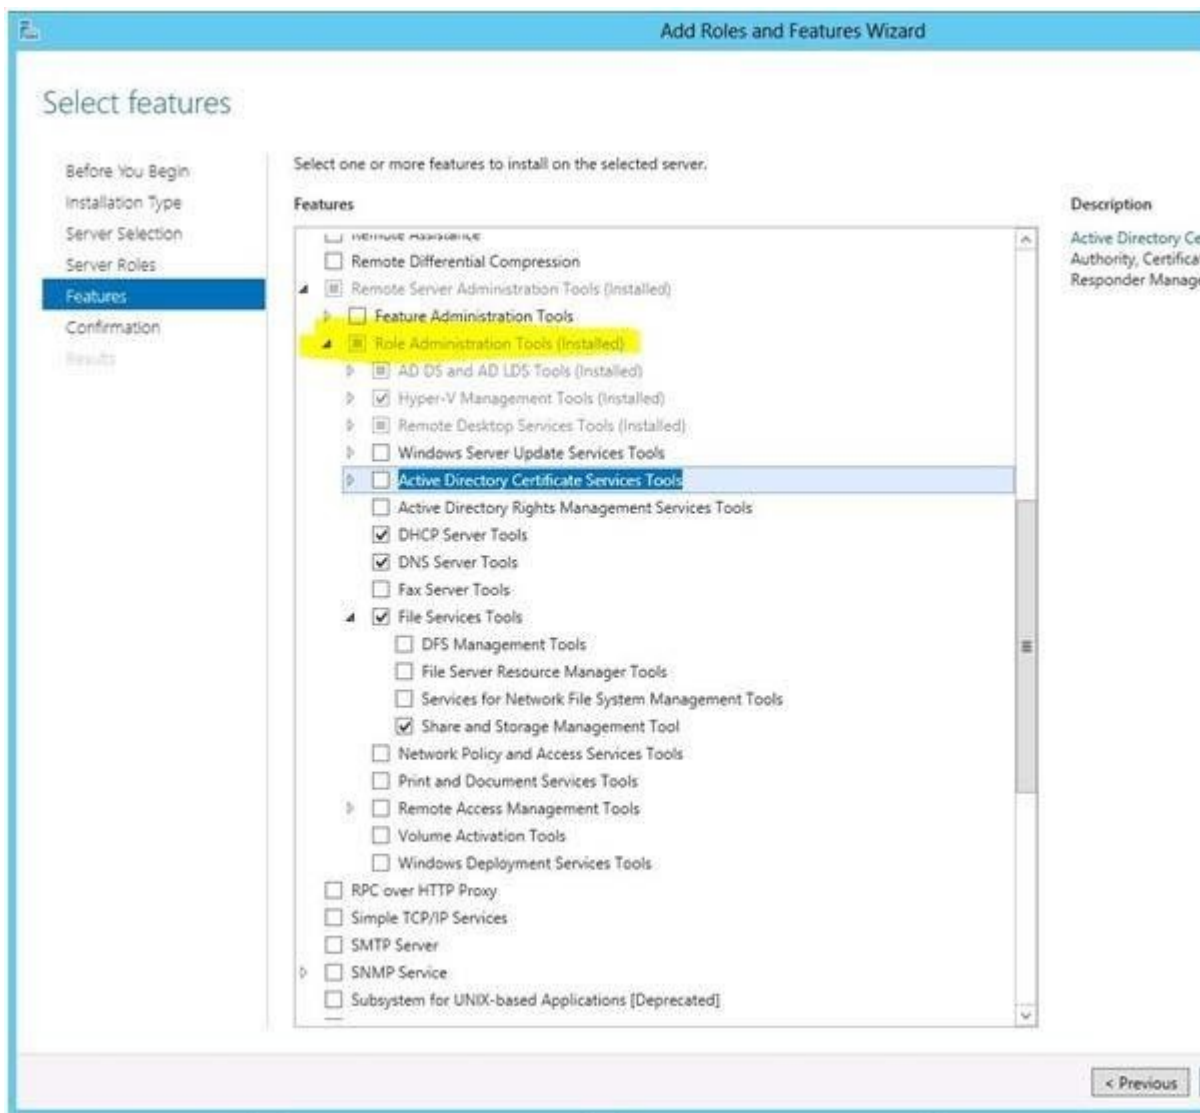 Add Roles and Features Wizard
Select features
Before You Begin
Installation Type
Server Selection
Server Roles
Features
Confirmation
Results
Select one or more features to install on the selected server.
Features
Remote Assistance
Remote Differential Compression
Remote Server Administration Tools (Installed)
Feature Administration Tools
Role Administration Tools (Installed)
AD DS and AD LDS Tools (Installed)
Hyper-V Management Tools (Installed)
Remote Desktop Services Tools (Installed)
Windows Server Update Services Tools
Active Directory Certificate Services Tools
Active Directory Rights Management Services Tools
DHCP Server Tools
DNS Server Tools
Fax Server Tools
File Services Tools
DFS Management Tools
File Server Resource Manager Tools
Services for Network File System Management Tools
Share and Storage Management Tool
Network Policy and Access Services Tools
Print and Document Services Tools
Remote Access Management Tools
Volume Activation Tools
Windows Deployment Services Tools
RPC over HTTP Proxy
Simple TCP/IP Services
SMTP Server
SNMP Service
Subsystem for UNIX-based Applications [Deprecated]
Description
Active Directory Ce
Authority, Certifica
Responder Manage
< Previous